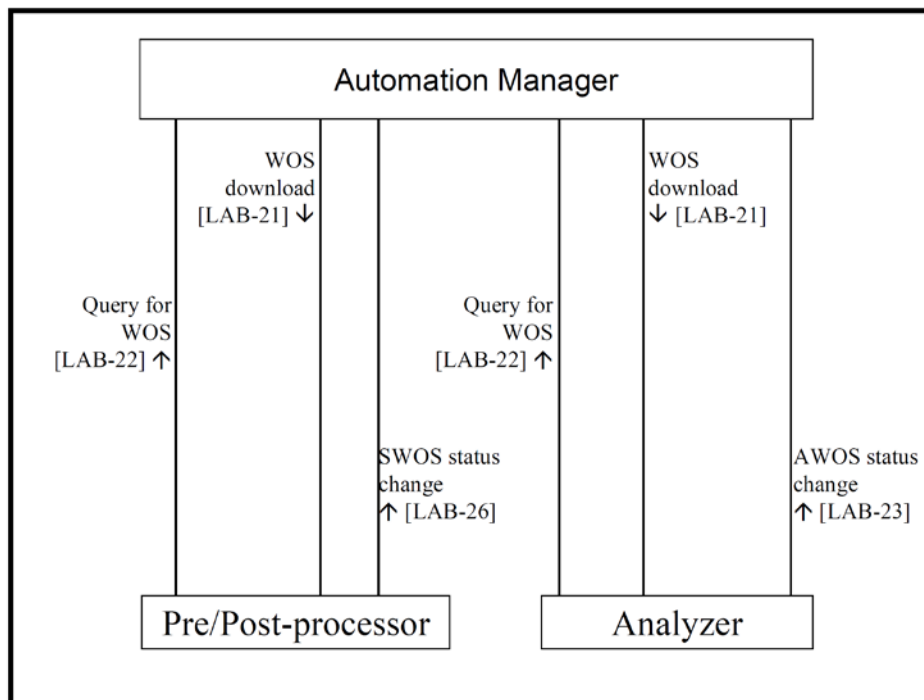 Automation Manager
WOS
download
[LAB-21] ↓
WOS
download
↓ [LAB-21]
Query for
WOS
[LAB-22] ↑
Query for
WOS
[LAB-22] ↑
SWOS status
change
↑ [LAB-26]
AWOS status
change
↑ [LAB-23]
Pre/Post-processor
Analyzer